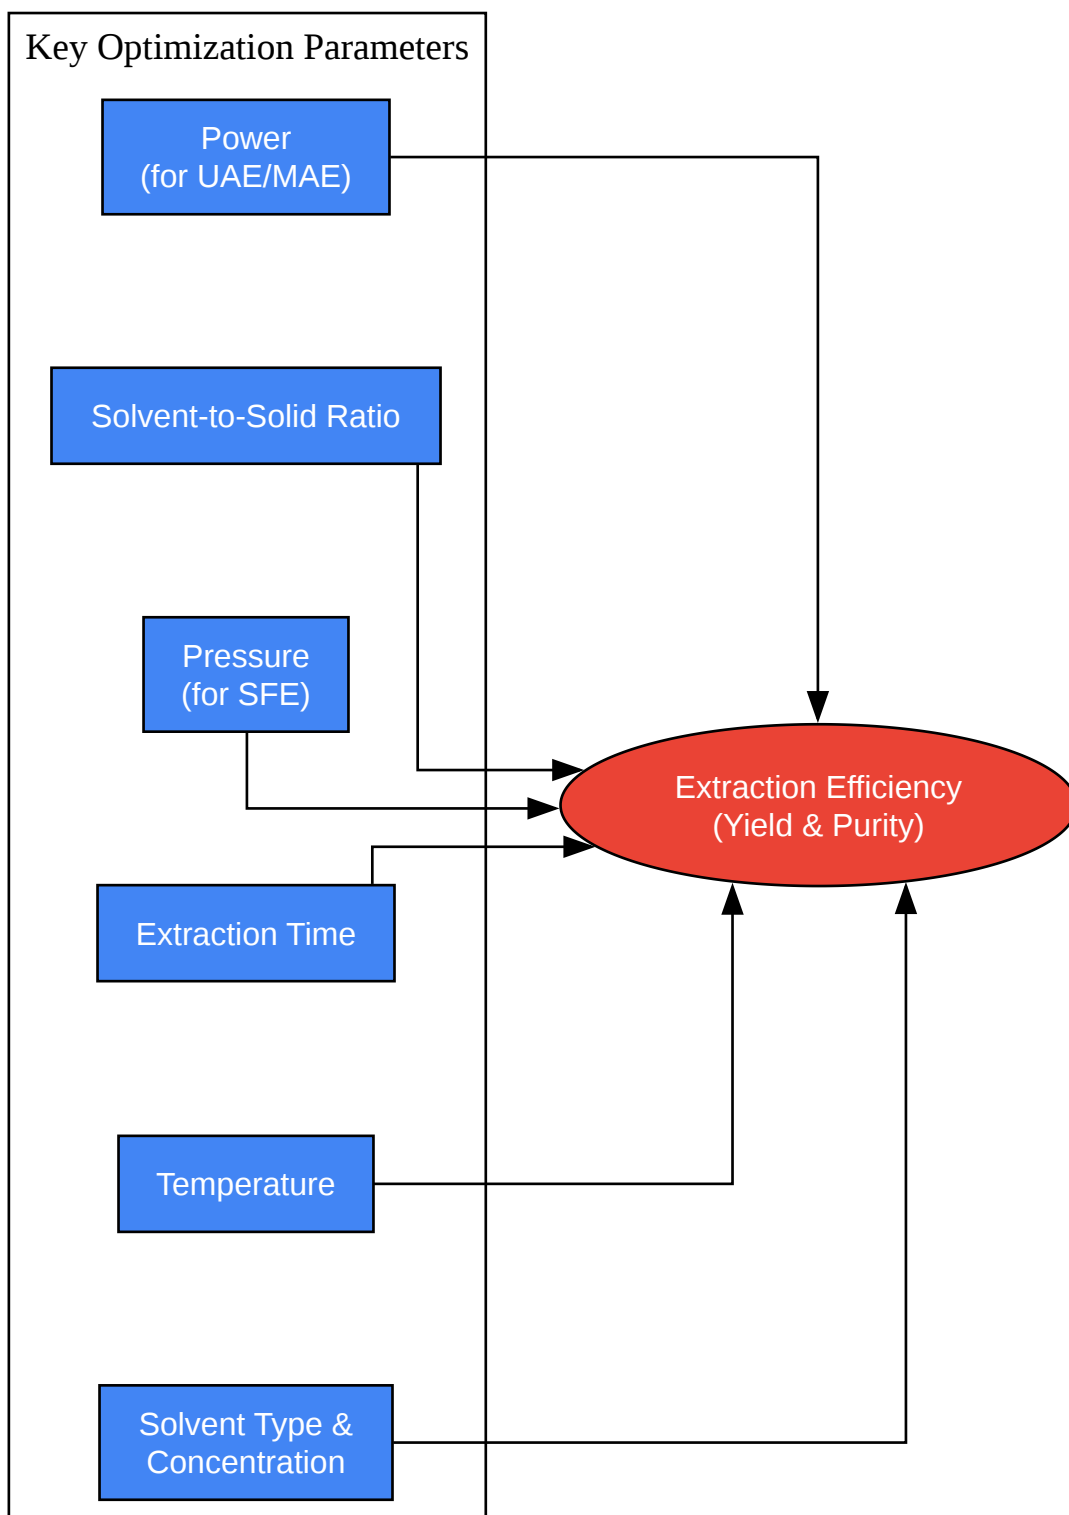 Key Optimization Parameters
Power
(for UAE/MAE)
Solvent-to-Solid Ratio
Pressure
(for SFE)
Extraction Efficiency
(Yield & Purity)
Extraction Time
Temperature
Solvent Type &
Concentration